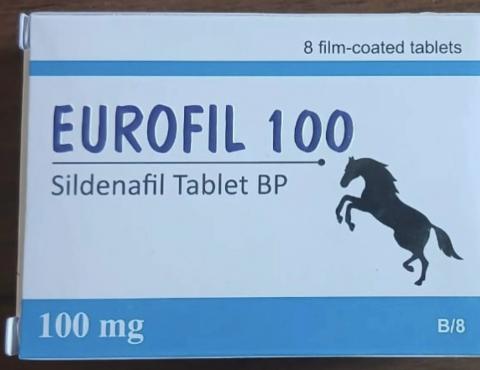 8 film-coated tablets
EUROFIL 100
Sildenafil Tablet BP
100 mg
B/8